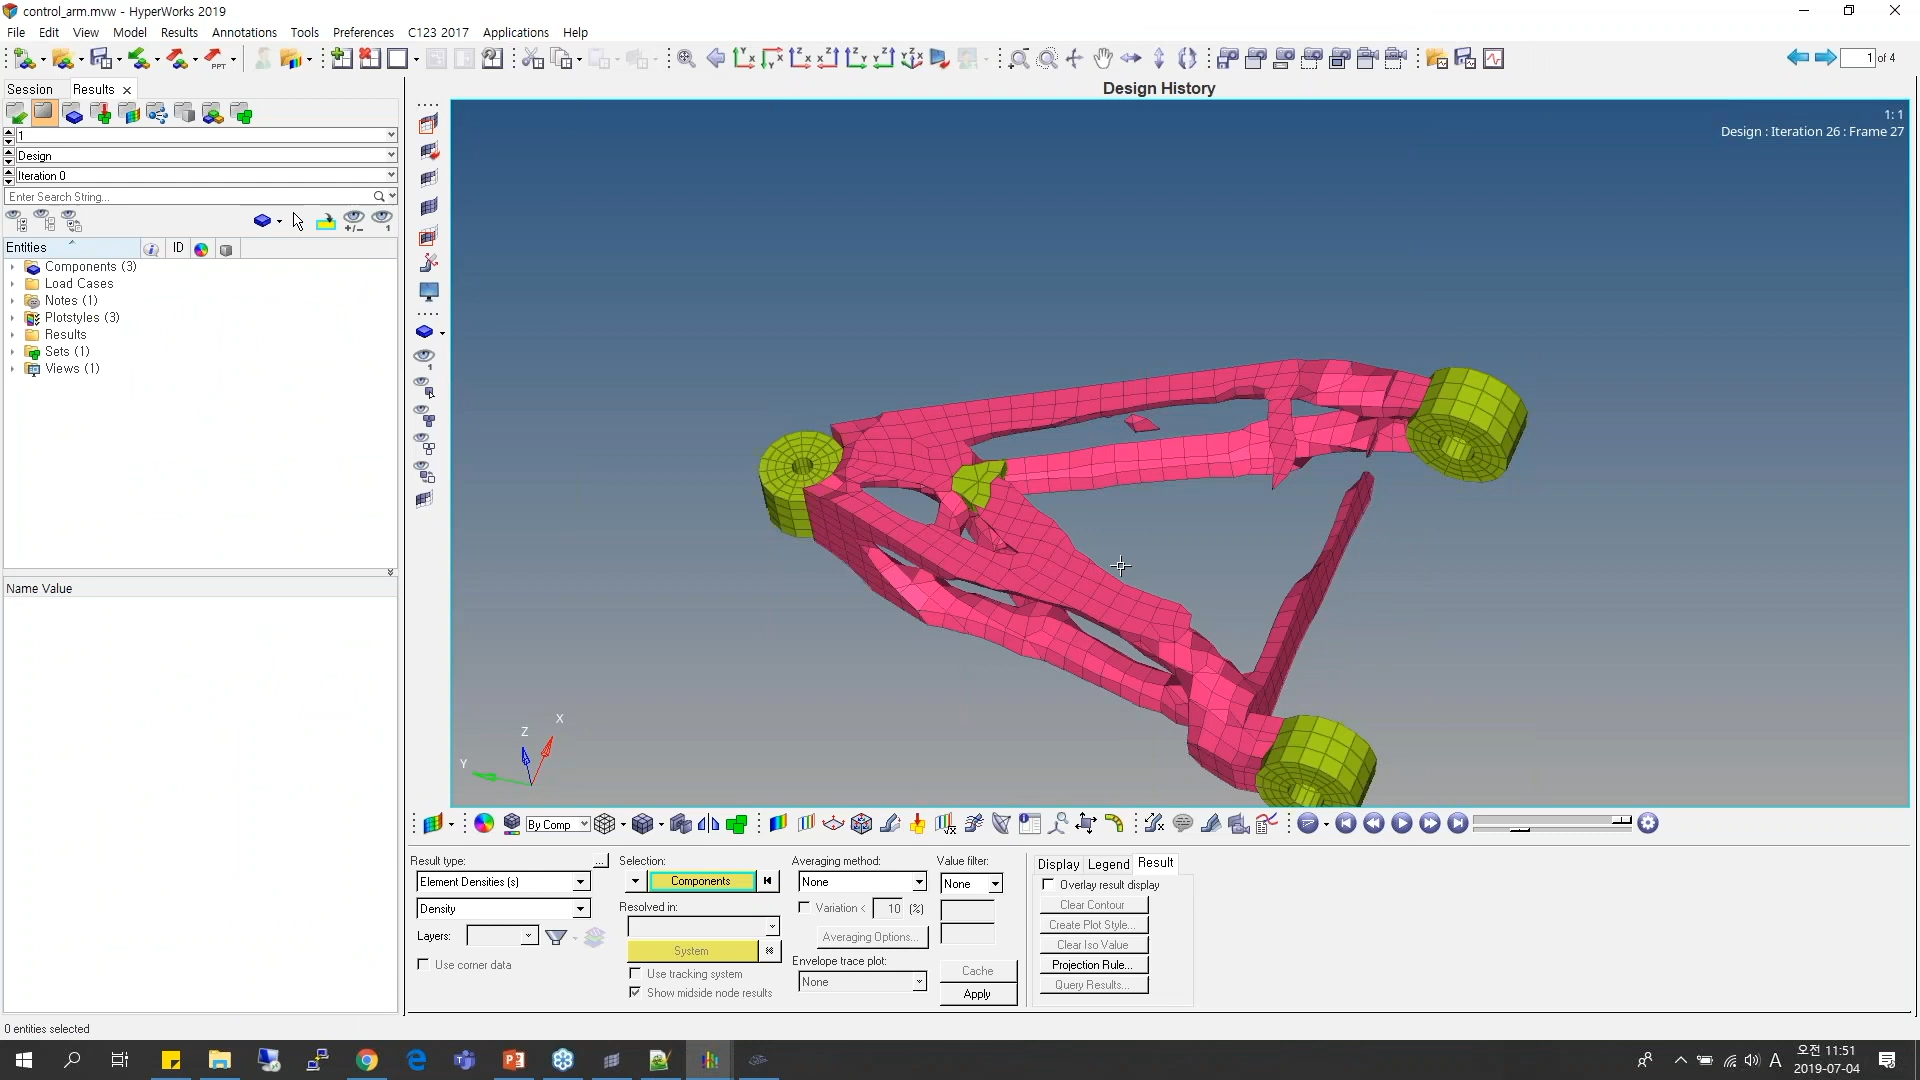 control_arm.mvw - HyperWorks 2019
File Edit View Model Results Annotations Tools Preferences C123 2017 Applications Help
PPT
1 of 4
Session Results
Design History
1
Design
Iteration 0
Enter Search String...
1: 1
Design : Iteration 26 : Frame 27
Entities ID
Components (3)
Load Cases
Notes (1)
Plotstyles (3)
Results
Sets (1)
Views (1)
Name Value
X
Z
Y
By Comp
Result type: ...
Element Densities (s)
Density
Layers:
Use corner data
Selection:
Components
Resolved in:
System
Use tracking system
Show midside node results
Averaging method:
None
Variation < 10 (%)
Averaging Options...
Envelope trace plot:
None
Value filter:
None
Cache
Apply
Display Legend Result
Overlay result display
Clear Contour
Create Plot Style...
Clear Iso Value
Projection Rule...
Query Results...
0 entities selected
A
오전 11:51
2019-07-04